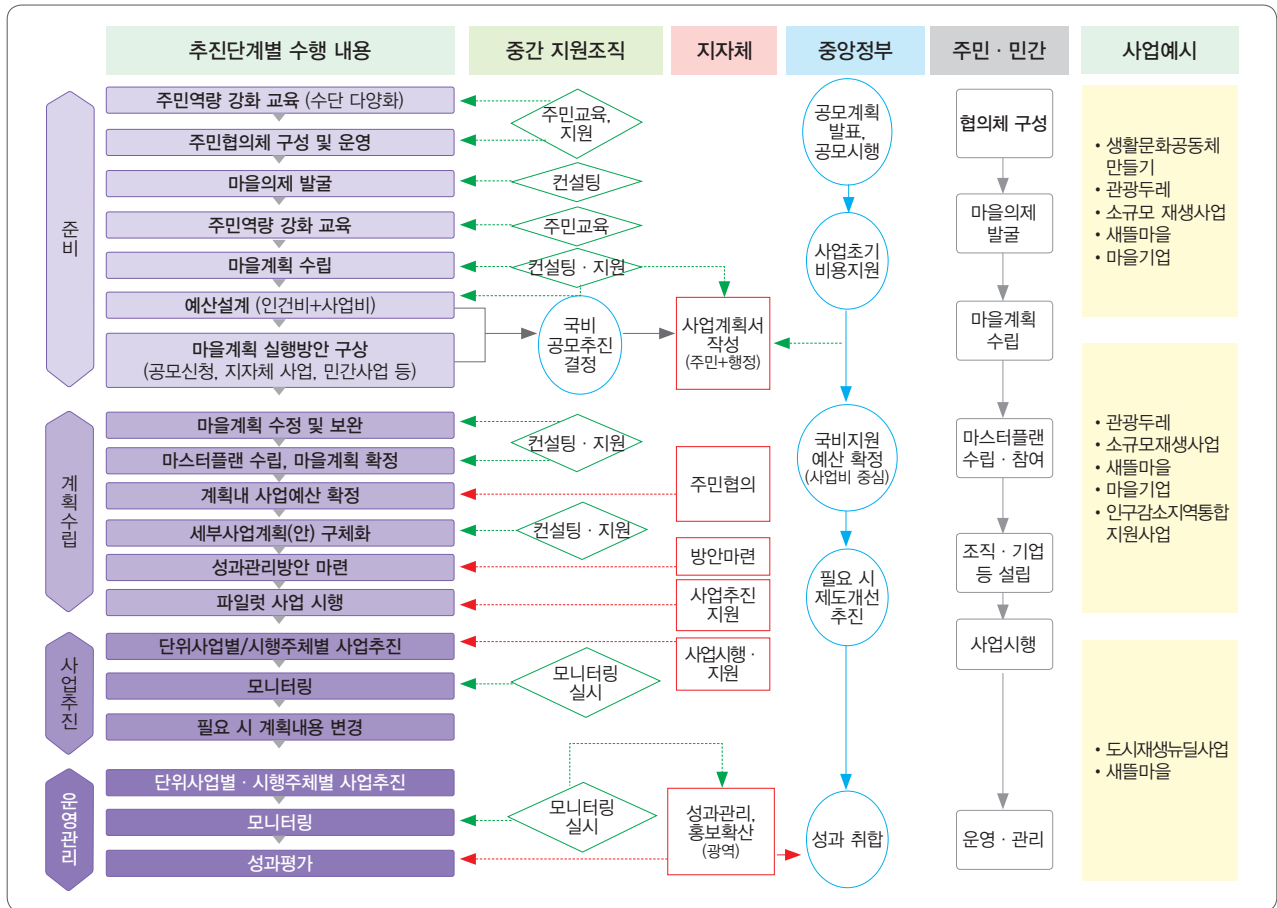 추진단계별 수행 내용
중간 지원조직
지자체
중앙정부
주민 · 민간
사업예시
준비
주민역량 강화 교육 (수단 다양화)
주민협의체 구성 및 운영
마을의제 발굴
주민역량 강화 교육
마을계획 수립
예산설계 (인건비+사업비)
마을계획 실행방안 구상
(공모신청, 지자체 사업, 민간사업 등)
주민교육,
지원
컨설팅
주민교육
컨설팅 · 지원
국비
공모추진
결정
사업계획서
작성
(주민+행정)
공모계획
발표,
공모시행
사업초기
비용지원
협의체 구성
마을의제
발굴
마을계획
수립
• 생활문화공동체
만들기
• 관광두레
• 소규모 재생사업
• 새뜰마을
• 마을기업
계획수립
마을계획 수정 및 보완
마스터플랜 수립, 마을계획 확정
계획내 사업예산 확정
세부사업계획(안) 구체화
성과관리방안 마련
파일럿 사업 시행
컨설팅 · 지원
컨설팅 · 지원
주민협의
방안마련
사업추진
지원
국비지원
예산 확정
(사업비 중심)
필요 시
제도개선
추진
마스터플랜
수립 · 참여
조직 · 기업
등 설립
• 관광두레
• 소규모재생사업
• 새뜰마을
• 마을기업
• 인구감소지역통합
지원사업
사업추진
단위사업별/시행주체별 사업추진
모니터링
필요 시 계획내용 변경
모니터링
실시
사업시행 ·
지원
사업시행
• 도시재생뉴딜사업
• 새뜰마을
운영관리
단위사업별 · 시행주체별 사업추진
모니터링
성과평가
모니터링
실시
성과관리,
홍보확산
(광역)
성과 취합
운영 · 관리